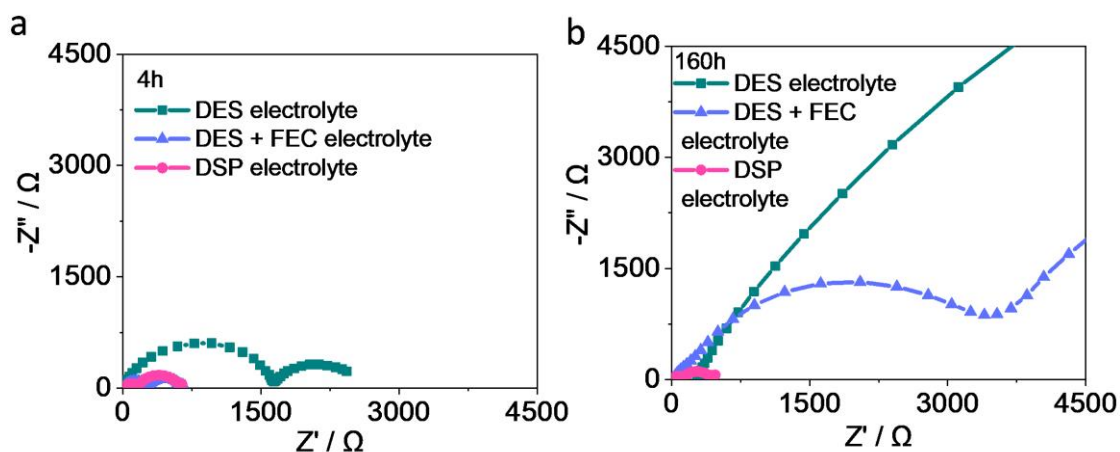 a
4500
3000
1500
0
-Z" / Ω
4h
DES electrolyte
DES + FEC electrolyte
DSP electrolyte
0
1500
3000
4500
Z' / Ω
b
4500
3000
1500
0
-Z" / Ω
160h
DES electrolyte
DES + FEC
electrolyte
DSP
electrolyte
0
1500
3000
4500
Z' / Ω